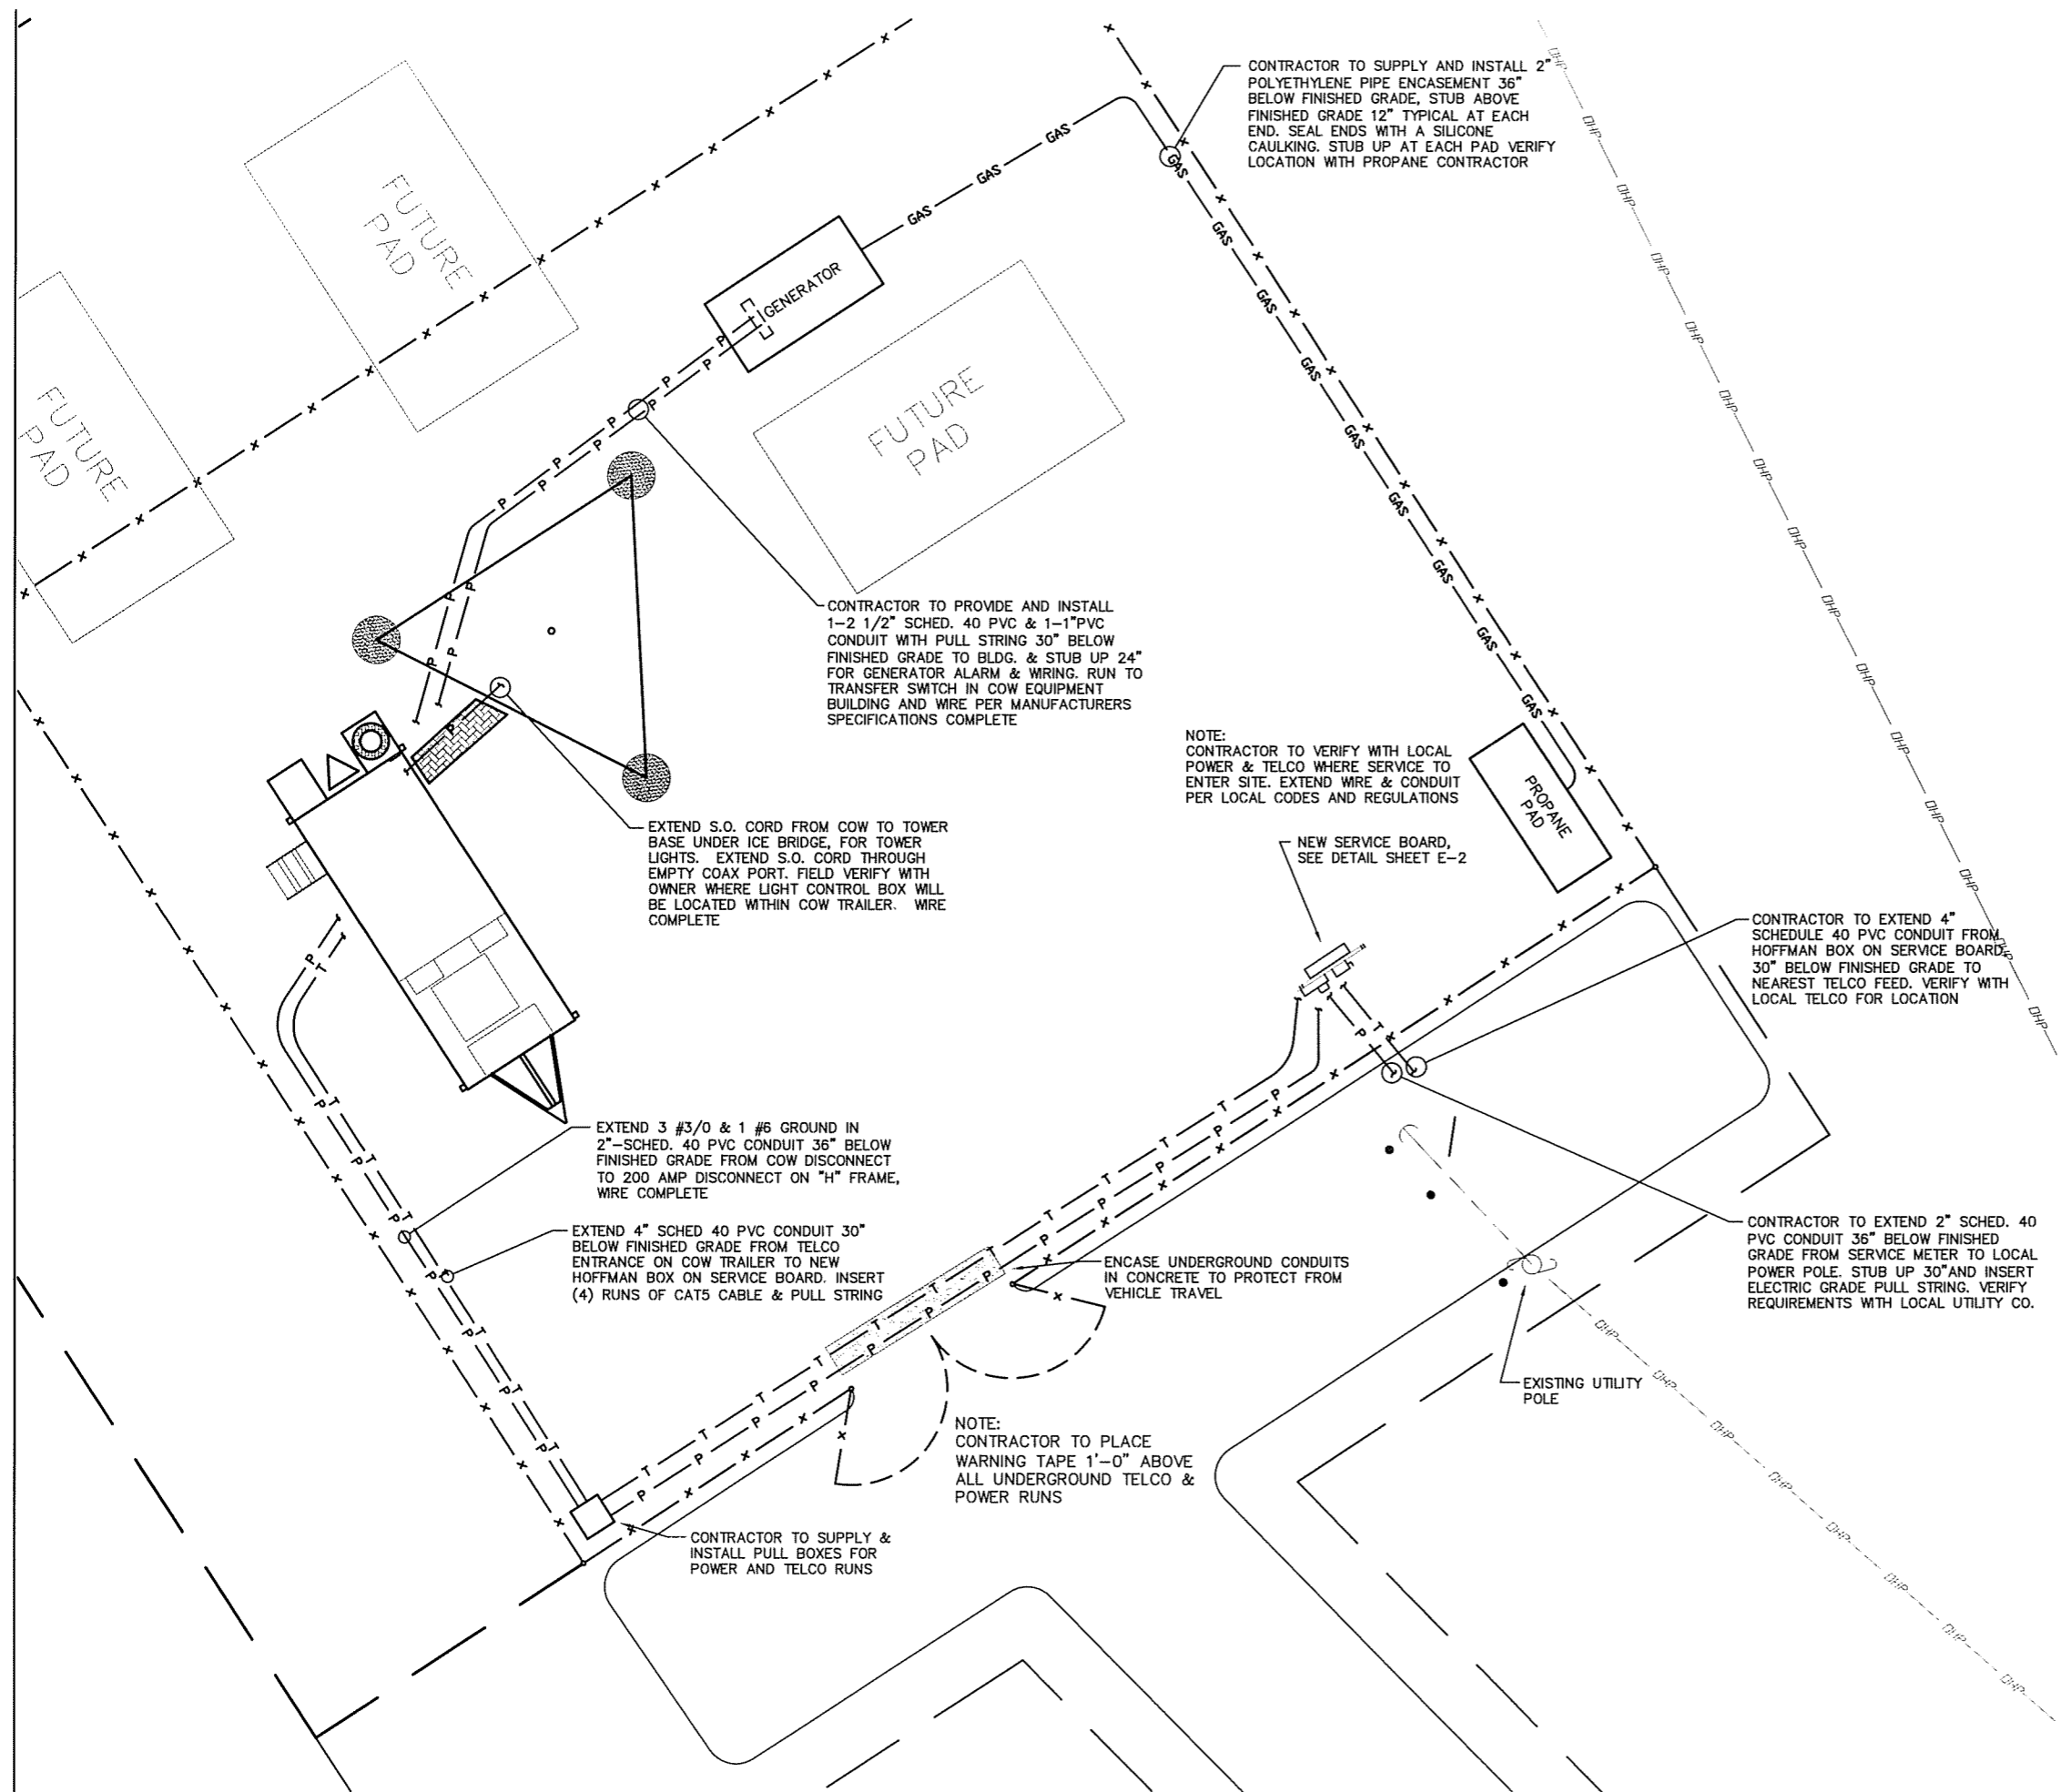 CONTRACTOR TO SUPPLY AND INSTALL 2"
POLYETHYLENE PIPE ENCASEMENT 36"
BELOW FINISHED GRADE, STUB ABOVE
FINISHED GRADE 12" TYPICAL AT EACH
END. SEAL ENDS WITH A SILICONE
CAULKING. STUB UP AT EACH PAD VERIFY
LOCATION WITH PROPANE CONTRACTOR
FUTURE
PAD
FUTURE
PAD
GENERATOR
FUTURE
PAD
GAS
GAS
GAS
GAS
GAS
GAS
GAS
GAS
GAS
GAS
GAS
GAS
CONTRACTOR TO PROVIDE AND INSTALL
1-2 1/2" SCHED. 40 PVC & 1-1"PVC
CONDUIT WITH PULL STRING 30" BELOW
FINISHED GRADE TO BLDG. & STUB UP 24"
FOR GENERATOR ALARM & WIRING. RUN TO
TRANSFER SWITCH IN COW EQUIPMENT
BUILDING AND WIRE PER MANUFACTURERS
SPECIFICATIONS COMPLETE
NOTE:
CONTRACTOR TO VERIFY WITH LOCAL
POWER & TELCO WHERE SERVICE TO
ENTER SITE. EXTEND WIRE & CONDUIT
PER LOCAL CODES AND REGULATIONS
PROPANE
PAD
EXTEND S.O. CORD FROM COW TO TOWER
BASE UNDER ICE BRIDGE, FOR TOWER
LIGHTS. EXTEND S.O. CORD THROUGH
EMPTY COAX PORT. FIELD VERIFY WITH
OWNER WHERE LIGHT CONTROL BOX WILL
BE LOCATED WITHIN COW TRAILER. WIRE
COMPLETE
NEW SERVICE BOARD,
SEE DETAIL SHEET E-2
CONTRACTOR TO EXTEND 4"
SCHEDULE 40 PVC CONDUIT FROM
HOFFMAN BOX ON SERVICE BOARD,
30" BELOW FINISHED GRADE TO
NEAREST TELCO FEED. VERIFY WITH
LOCAL TELCO FOR LOCATION
EXTEND 3 #3/0 & 1 #6 GROUND IN
2"-SCHED. 40 PVC CONDUIT 36" BELOW
FINISHED GRADE FROM COW DISCONNECT
TO 200 AMP DISCONNECT ON "H" FRAME,
WIRE COMPLETE
EXTEND 4" SCHED 40 PVC CONDUIT 30"
BELOW FINISHED GRADE FROM TELCO
ENTRANCE ON COW TRAILER TO NEW
HOFFMAN BOX ON SERVICE BOARD. INSERT
(4) RUNS OF CAT5 CABLE & PULL STRING
ENCASE UNDERGROUND CONDUITS
IN CONCRETE TO PROTECT FROM
VEHICLE TRAVEL
CONTRACTOR TO EXTEND 2" SCHED. 40
PVC CONDUIT 36" BELOW FINISHED
GRADE FROM SERVICE METER TO LOCAL
POWER POLE. STUB UP 30"AND INSERT
ELECTRIC GRADE PULL STRING. VERIFY
REQUIREMENTS WITH LOCAL UTILITY CO.
EXISTING UTILITY
POLE
NOTE:
CONTRACTOR TO PLACE
WARNING TAPE 1'-0" ABOVE
ALL UNDERGROUND TELCO &
POWER RUNS
CONTRACTOR TO SUPPLY &
INSTALL PULL BOXES FOR
POWER AND TELCO RUNS